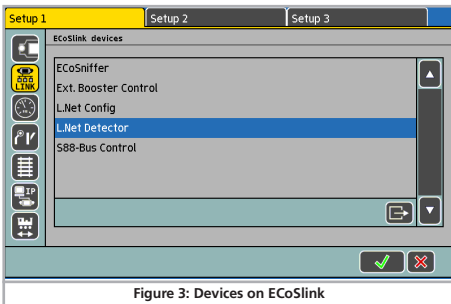 Setup 1 Setup 2 Setup 3
ECoSlink devices
ECoSniffer
LINK
Ext. Booster Control
L.Net Config
L.Net Detector
S88-Bus Control
IP
Figure 3: Devices on ECoSlink